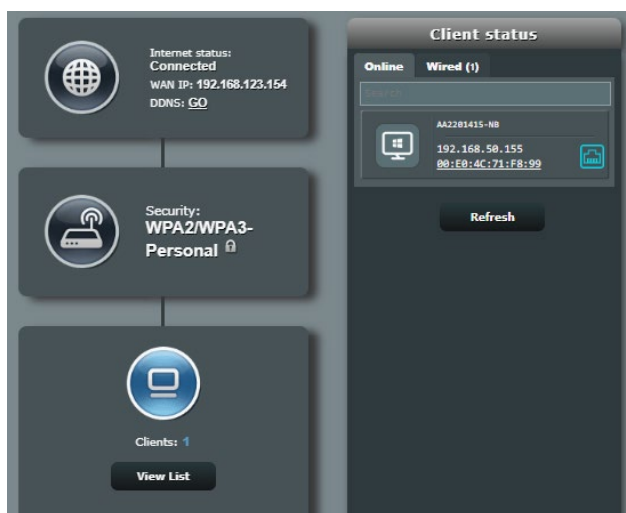 Internet status:
Connected
WAN IP: 192.168.123.154
DDNS: GO
Security:
WPA2/WPA3-
Personal
Clients: 1
View List
Client status
Online Wired (1)
Search
AA2201415-NB
192.168.50.155
00:E0:4C:71:F8:99
Refresh